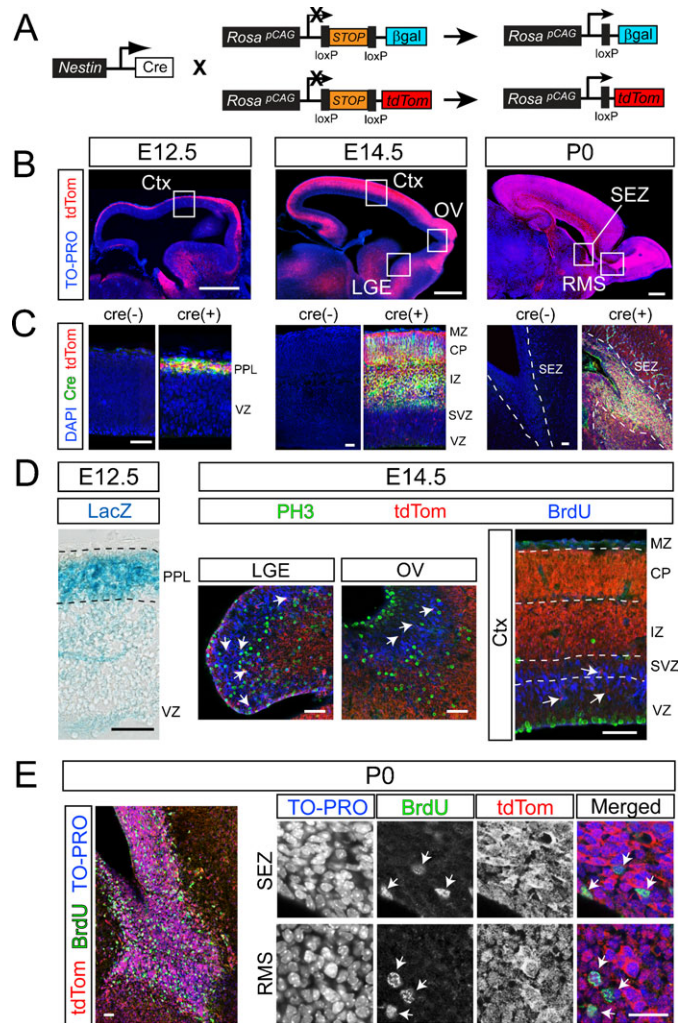 A
Nestin
Cre
X
Rosa pCAG
X
loxP
STOP
loxP
βgal
Rosa pCAG
loxP
βgal
Rosa pCAG
X
loxP
STOP
loxP
tdTom
Rosa pCAG
loxP
tdTom
B
TO-PRO tdTom
E12.5
Ctx
E14.5
Ctx
OV
LGE
P0
SEZ
RMS
C
DAPI Cre tdTom
cre(-)
cre(+)
PPL
VZ
cre(-)
cre(+)
MZ
CP
IZ
SVZ
VZ
cre(-)
SEZ
cre(+)
SEZ
D
E12.5
LacZ
PPL
VZ
E14.5
PH3 tdTom BrdU
LGE
OV
Ctx
MZ
CP
IZ
SVZ
VZ
E
P0
tdTom BrdU TO-PRO
TO-PRO
BrdU
tdTom
Merged
SEZ
RMS